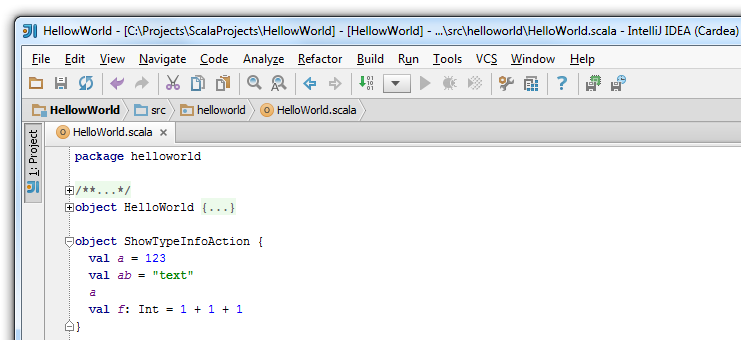 HellowWorld - [C:\Projects\ScalaProjects\HellowWorld] - [HellowWorld] - ...\src\helloworld\HelloWorld.scala - IntelliJ IDEA (Cardea)
File Edit View Navigate Code Analyze Refactor Build Run Tools VCS Window Help
HellowWorld src helloworld HelloWorld.scala
1: Project
HelloWorld.scala
package helloworld
/**...*/
object HelloWorld {...}
object ShowTypeInfoAction {
val a = 123
val ab = "text"
a
val f: Int = 1 + 1 + 1
}